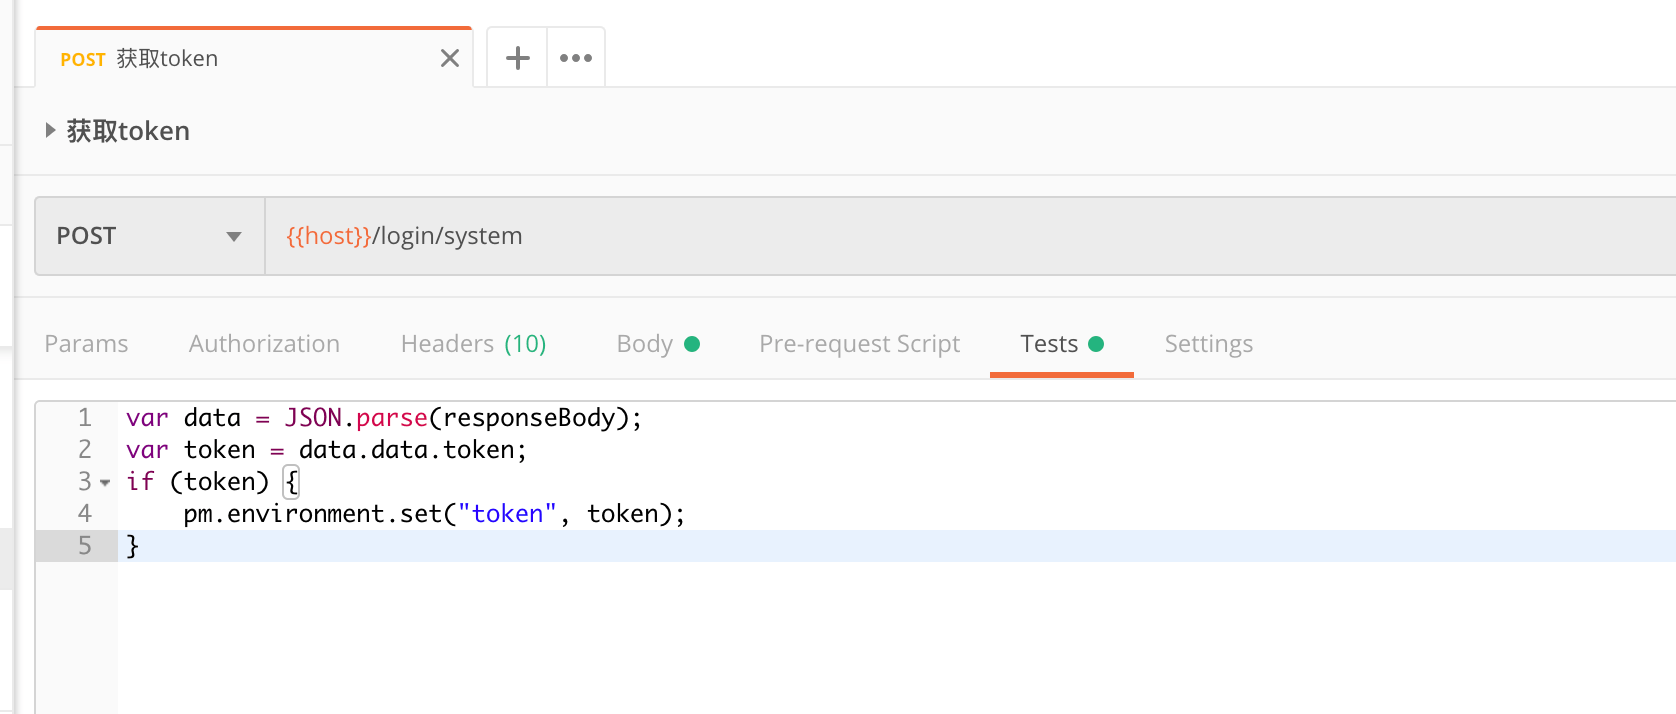 POST 获取token
获取token
POST {{host}}/login/system
Params Authorization Headers (10) Body Pre-request Script Tests Settings
1 var data = JSON.parse(responseBody);
2 var token = data.data.token;
3 if (token) {
4 pm.environment.set("token", token);
5 }